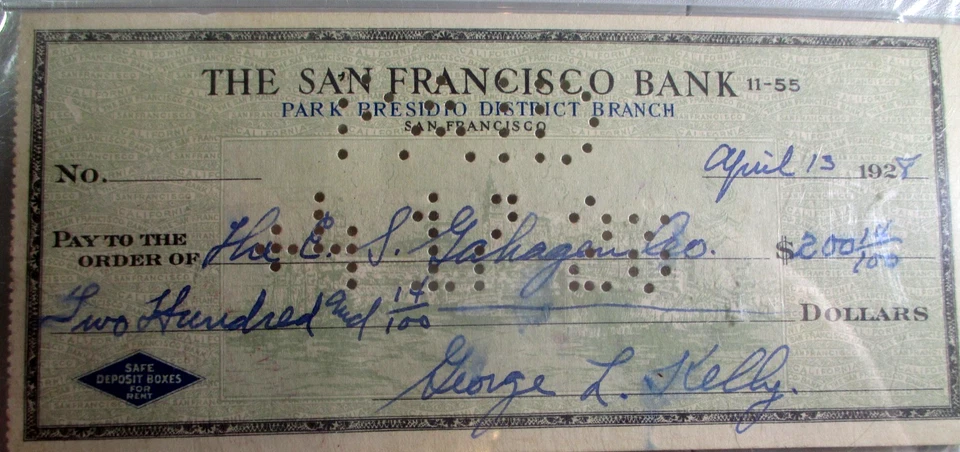 THE SAN FRANCISCO BANK 11-55
PARK PRESIDIO DISTRICT BRANCH
SAN FRANCISCO
No.
April 13 1928
PAY TO THE
ORDER OF The E. S. Gahagan Co. $200 14/100
Two Hundred and 14/100 DOLLARS
SAFE
DEPOSIT BOXES
FOR
RENT
George L. Kelly.